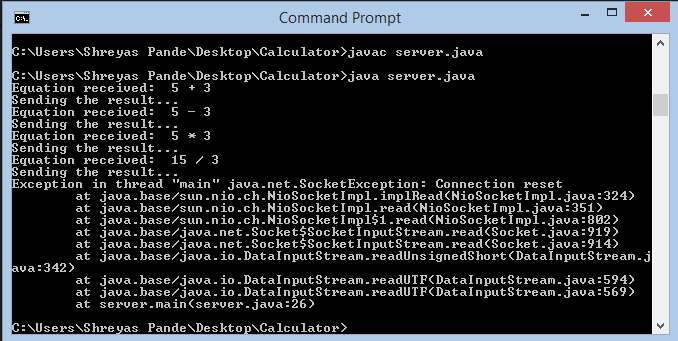 Command Prompt
C:\Users\Shreyas Pande\Desktop\Calculator>javac server.java
C:\Users\Shreyas Pande\Desktop\Calculator>java server.java
Equation received:  5 + 3
Sending the result...
Equation received:  5 - 3
Sending the result...
Equation received:  5 * 3
Sending the result...
Equation received:  15 / 3
Sending the result...
Exception in thread "main" java.net.SocketException: Connection reset
        at java.base/sun.nio.ch.NioSocketImpl.implRead(NioSocketImpl.java:324)
        at java.base/sun.nio.ch.NioSocketImpl.read(NioSocketImpl.java:351)
        at java.base/sun.nio.ch.NioSocketImpl$1.read(NioSocketImpl.java:802)
        at java.base/java.net.Socket$SocketInputStream.read(Socket.java:919)
        at java.base/java.net.Socket$SocketInputStream.read(Socket.java:914)
        at java.base/java.io.DataInputStream.readUnsignedShort(DataInputStream.j
ava:342)
        at java.base/java.io.DataInputStream.readUTF(DataInputStream.java:594)
        at java.base/java.io.DataInputStream.readUTF(DataInputStream.java:569)
        at server.main(server.java:26)
C:\Users\Shreyas Pande\Desktop\Calculator>